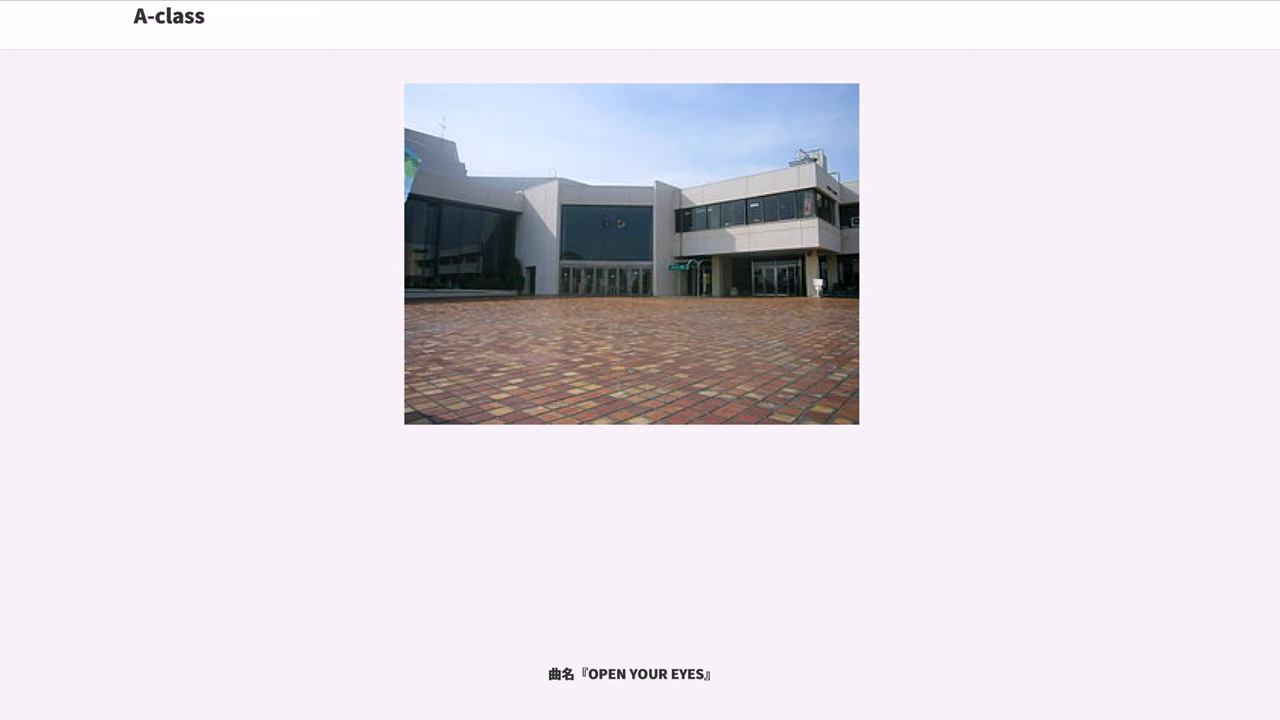 A-class
曲名『OPEN YOUR EYES』